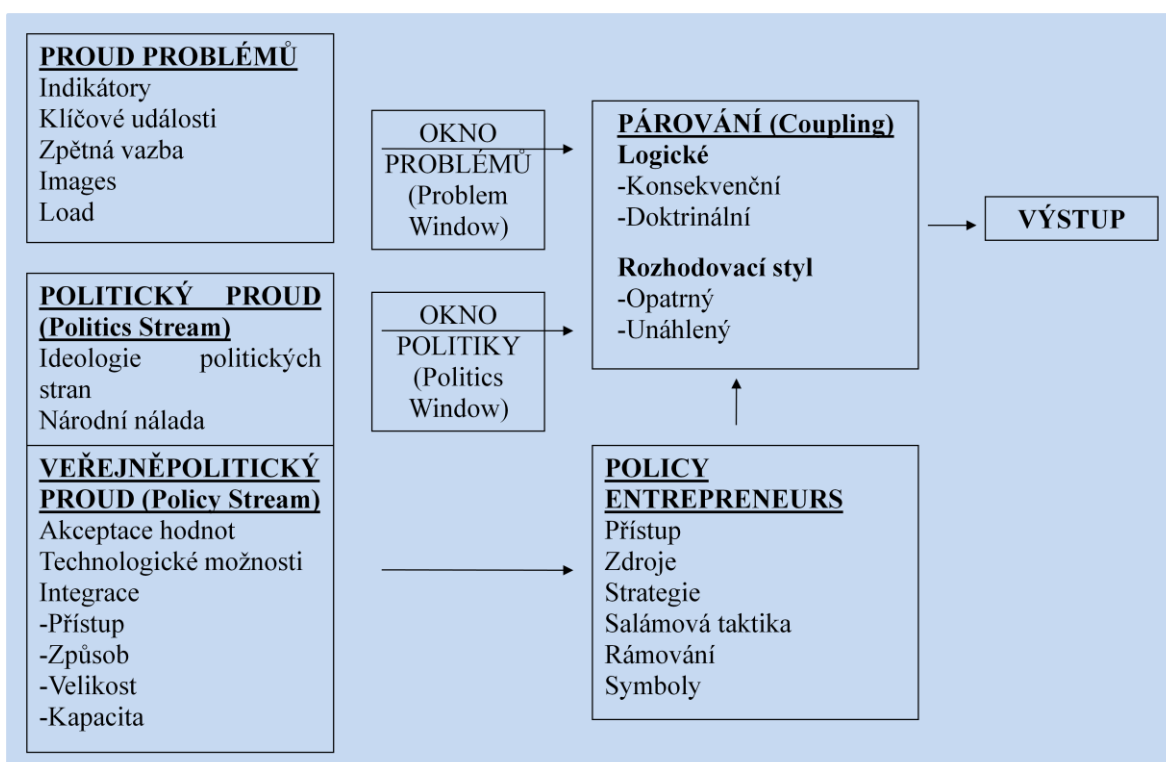 PROUD PROBLÉMŮ
Indikátory
Klíčové události
Zpětná vazba
Images
Load
POLITICKÝ PROUD
(Politics Stream)
Ideologie politických
stran
Národní nálada
VEŘEJNĚPOLITICKÝ
PROUD (Policy Stream)
Akceptace hodnot
Technologické možnosti
Integrace
-Přístup
-Způsob
-Velikost
-Kapacita
OKNO
PROBLÉMŮ
(Problem
Window)
OKNO
POLITIKY
(Politics
Window)
PÁROVÁNÍ (Coupling)
Logické
-Konsekvenční
-Doktrinální
Rozhodovací styl
-Opatrný
-Unáhlený
POLICY
ENTREPRENEURS
Přístup
Zdroje
Strategie
Salámová taktika
Rámování
Symboly
VÝSTUP